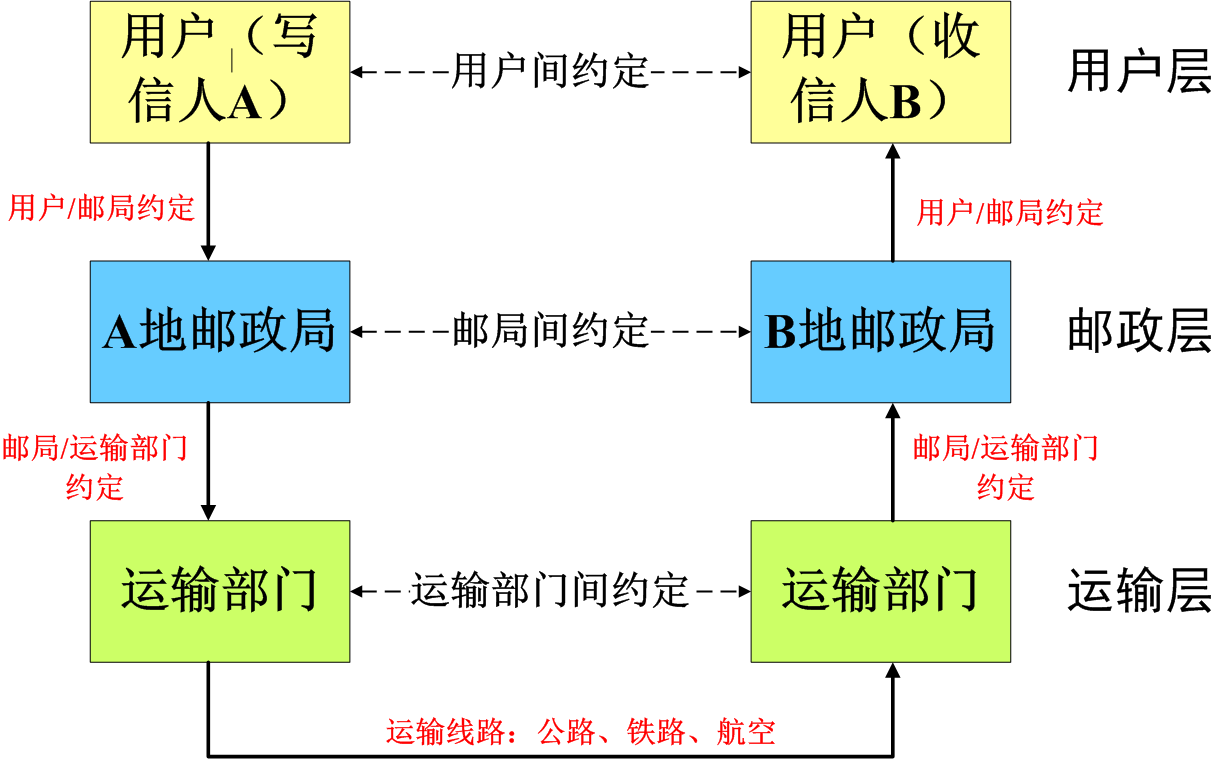 用户（写
信人A）
用户间约定
用户（收
信人B）
用户层
用户/邮局约定
用户/邮局约定
A地邮政局
邮局间约定
B地邮政局
邮政层
邮局/运输部门
约定
邮局/运输部门
约定
运输部门
运输部门间约定
运输部门
运输层
运输线路：公路、铁路、航空